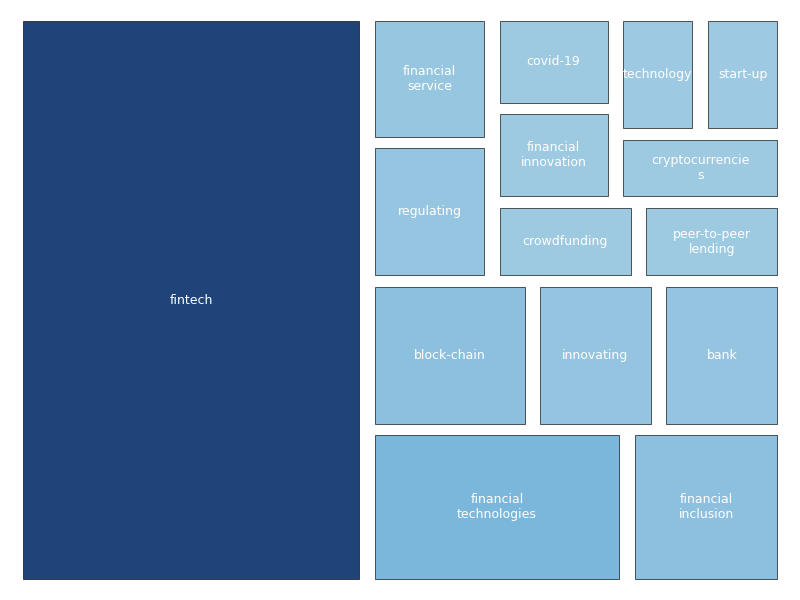 fintech
financial
service
covid-19
technology
start-up
financial
innovation
cryptocurrencie
s
regulating
crowdfunding
peer-to-peer
lending
block-chain
innovating
bank
financial
technologies
financial
inclusion